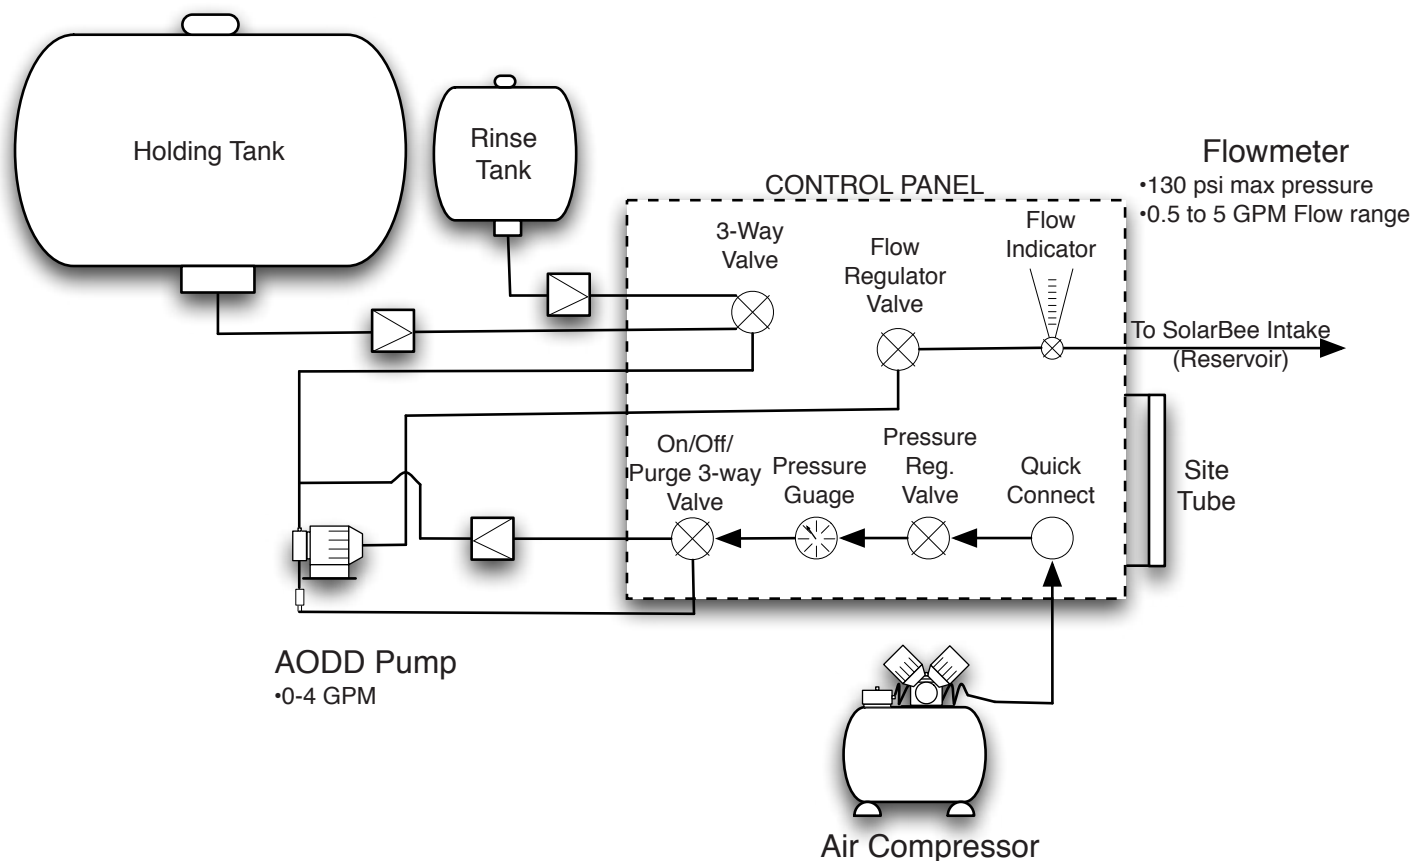 Holding Tank
Rinse
Tank
CONTROL PANEL
3-Way
Valve
Flow
Regulator
Valve
Flow
Indicator
Flowmeter
•130 psi max pressure
•0.5 to 5 GPM Flow range
To SolarBee Intake
(Reservoir)
On/Off/
Purge 3-way
Valve
Pressure
Guage
Pressure
Reg.
Valve
Quick
Connect
Site
Tube
AODD Pump
•0-4 GPM
Air Compressor